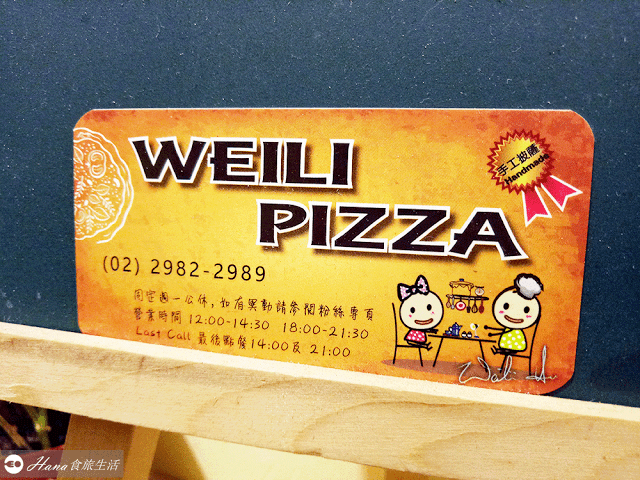 WEILI
PIZZA
手工披薩
Handmade
(02) 2982-2989
固定週一公休,如有異動請參閱粉絲專頁
營業時間 12:00-14:30 18:00-21:30
Last Call 最後點餐14:00及 21:00
Hana 食旅生活